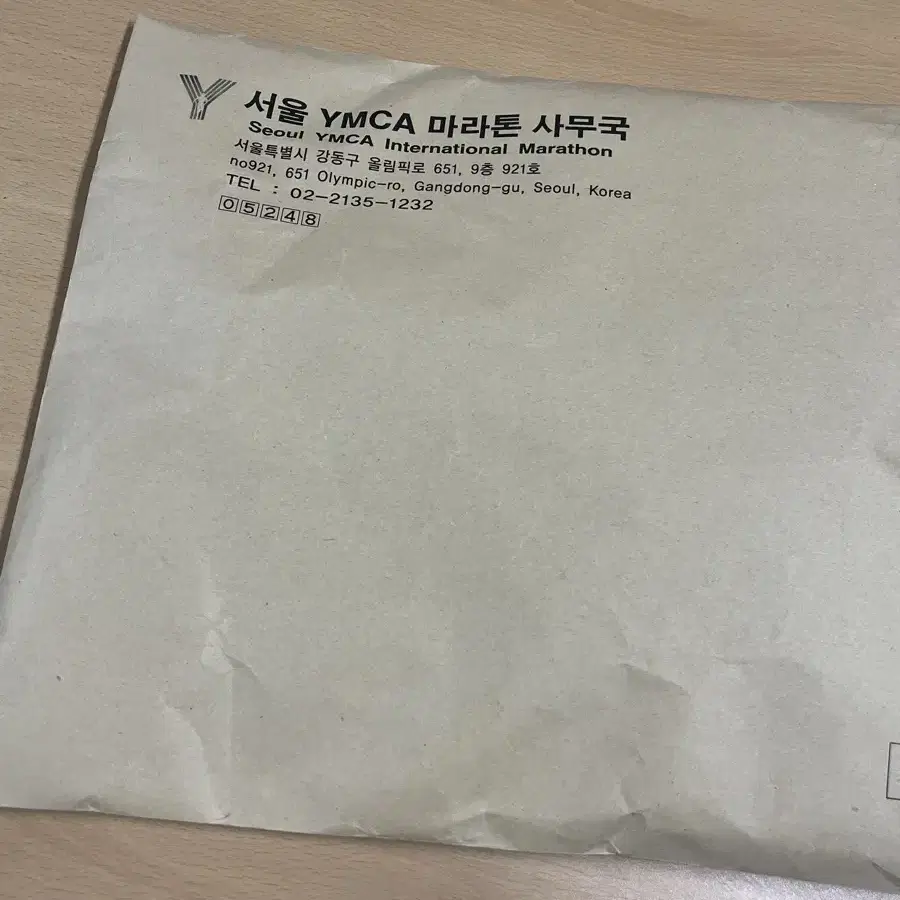 서울 YMCA 마라톤 사무국
Seoul YMCA International Marathon
서울특별시 강동구 올림픽로 651, 9층 921호
no921, 651 Olympic-ro, Gangdong-gu, Seoul, Korea
TEL : 02-2135-1232
05248